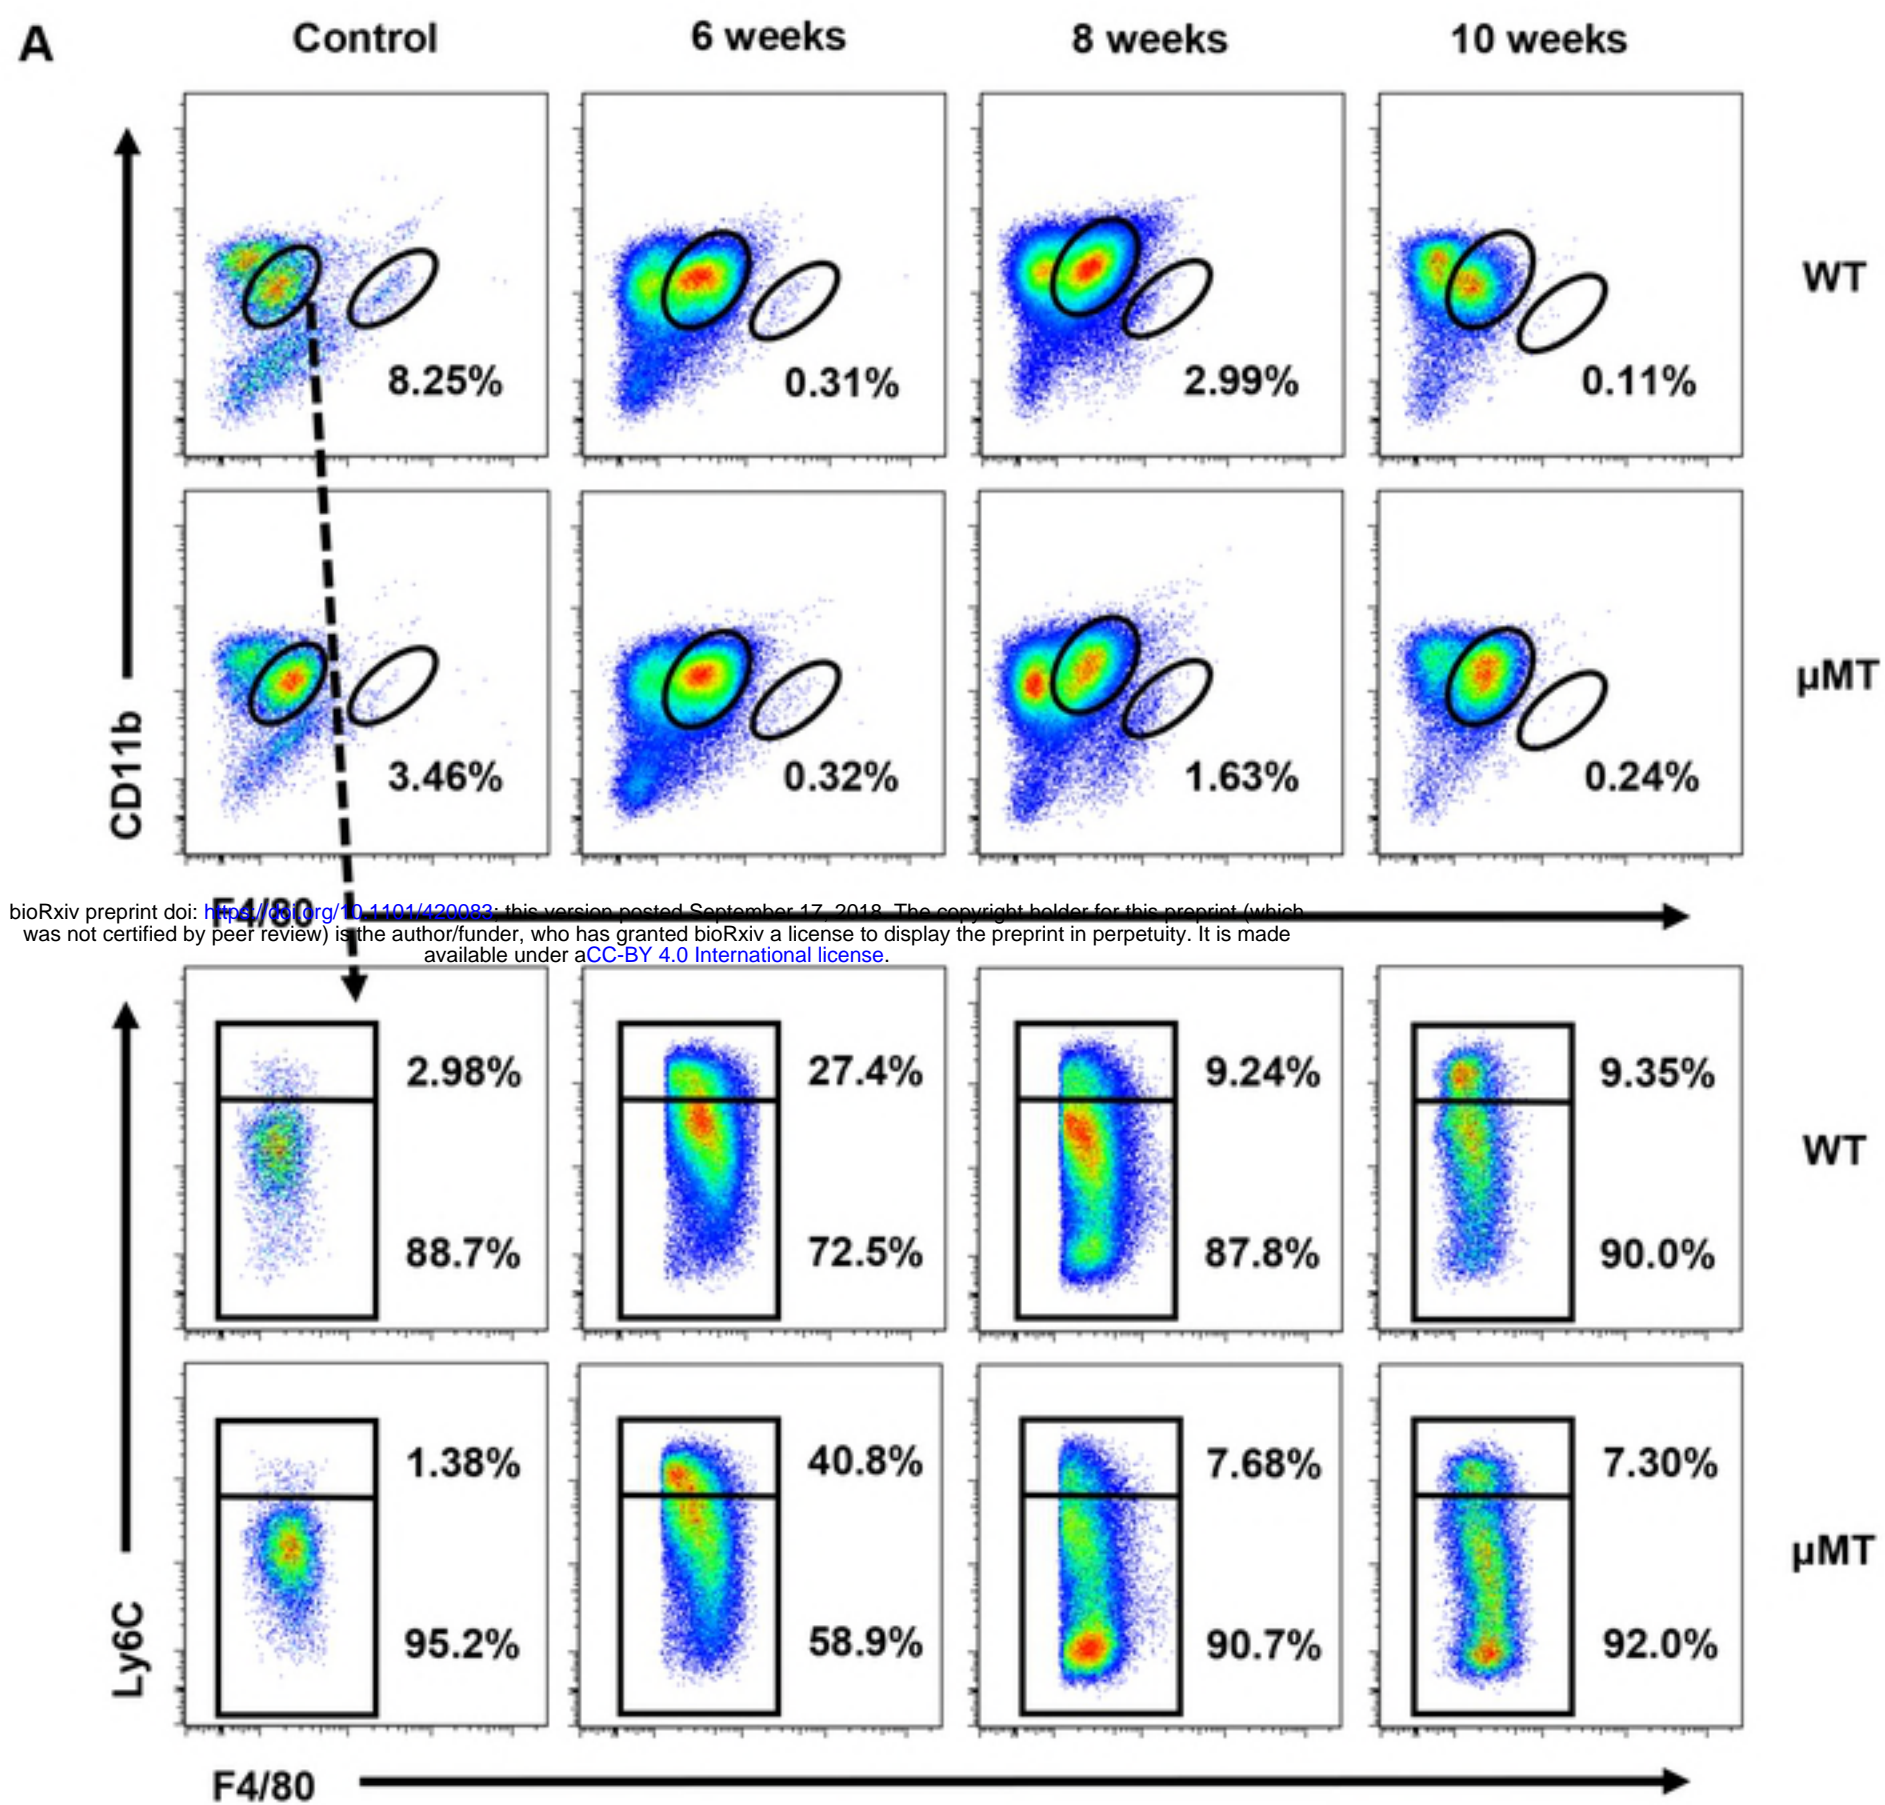 A
Control 6 weeks 8 weeks 10 weeks
8.25% 0.31% 2.99% 0.11% WT
3.46% 0.32% 1.63% 0.24% µMT
CD11b
F4/80
bioRxiv preprint doi: https://doi.org/10.1101/420083; this version posted September 17, 2018. The copyright holder for this preprint (which
was not certified by peer review) is the author/funder, who has granted bioRxiv a license to display the preprint in perpetuity. It is made
available under aCC-BY 4.0 International license.
2.98% 27.4% 9.24% 9.35%
WT
88.7% 72.5% 87.8% 90.0%
1.38% 40.8% 7.68% 7.30%
µMT
95.2% 58.9% 90.7% 92.0%
Ly6C
F4/80